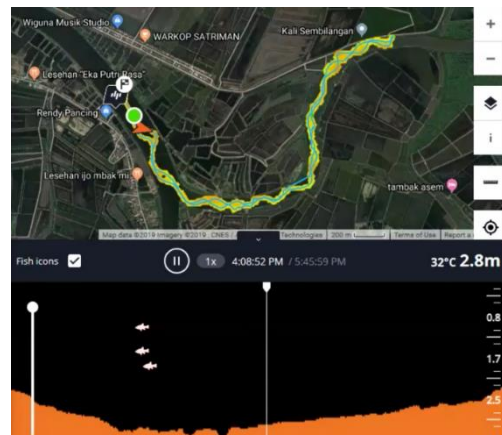 Wiguna Musik Studio
WARKOP SATRIMAN
Kali Sembilangan
Lesehan "Eka Putri Rasa"
Rendy Pancing
Lesehan ijo mbak mi
tambak asem
Map data ©2019 Imagery ©2019 , CNES /
Technologies
200 m
Terms of Use
Report a
Fish icons
1x
4:08:52 PM / 5:45:59 PM
32°C 2.8m
0.8
1.7
2.5